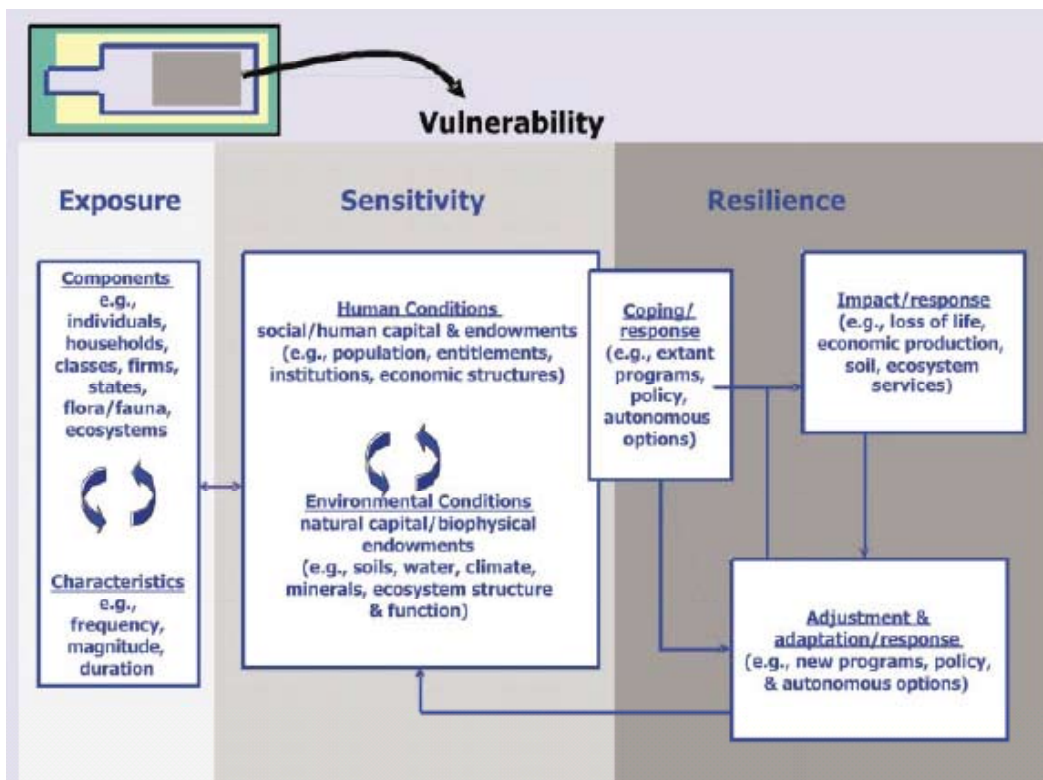 Vulnerability
Exposure
Sensitivity
Resilience
Components
e.g.,
individuals,
households,
classes, firms,
states,
flora/fauna,
ecosystems
Characteristics
e.g.,
frequency,
magnitude,
duration
Human Conditions
social/human capital & endowments
(e.g., population, entitlements,
institutions, economic structures)
Environmental Conditions
natural capital/biophysical
endowments
(e.g., soils, water, climate,
minerals, ecosystem structure
& function)
Coping/
response
(e.g., extant
programs,
policy,
autonomous
options)
Impact/response
(e.g., loss of life,
economic production,
soil, ecosystem
services)
Adjustment &
adaptation/response
(e.g., new programs, policy,
& autonomous options)